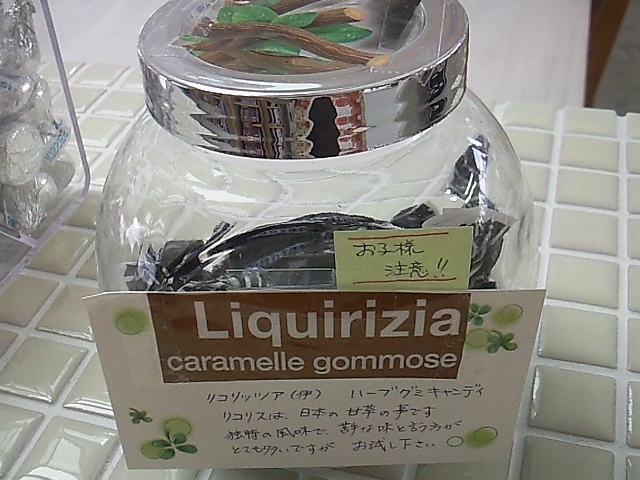 お子様
注意!!
Liquirizia
caramelle gommose
リコリッツア(伊) ハーブグミキャンディ
リコリスは、日本の甘草の事です
独特の風味で、苦手な味と言う方が
とても多いですが お試し下さい